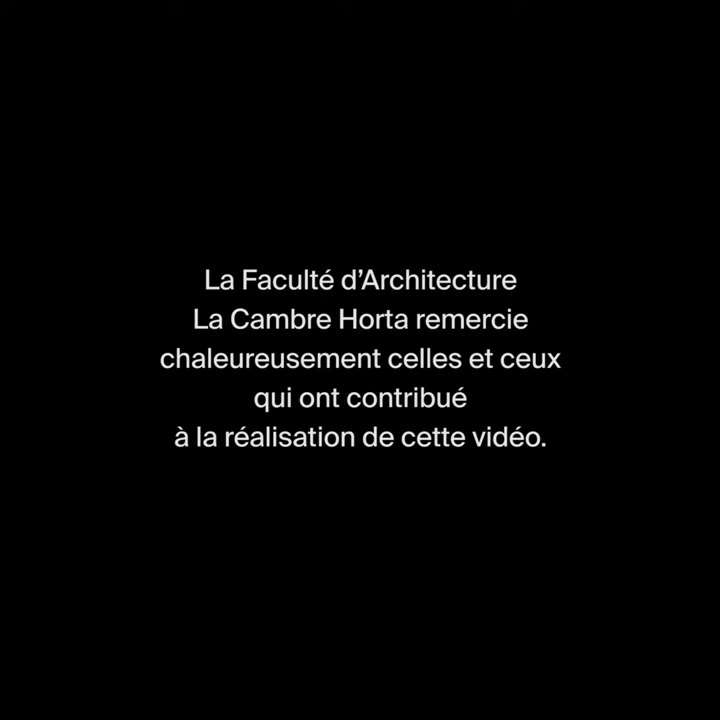 La Faculté d’Architecture
La Cambre Horta remercie
chaleureusement celles et ceux
qui ont contribué
à la réalisation de cette vidéo.